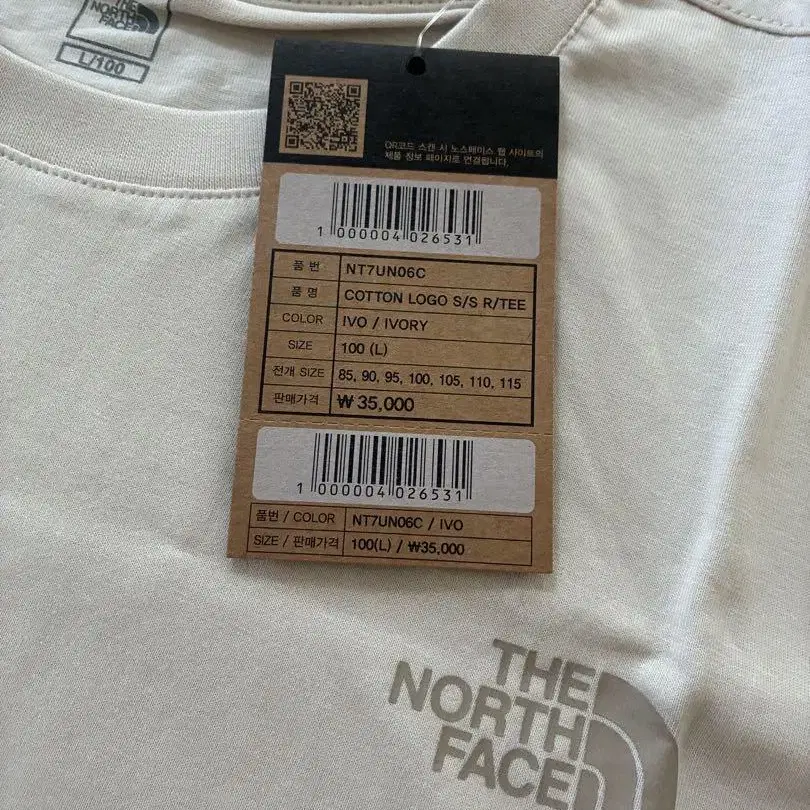 THE
NORTH
FACE
L/100
QR코드 스캔 시 노스페이스 웹 사이트의
제품 정보 페이지로 연결됩니다.
1 000004 026531
품 번 NT7UN06C
품 명 COTTON LOGO S/S R/TEE
COLOR IVO / IVORY
SIZE 100 (L)
전개 SIZE 85, 90, 95, 100, 105, 110, 115
판매가격 ₩ 35,000
1 000004 026531
품번 / COLOR NT7UN06C / IVO
SIZE / 판매가격 100(L) / ₩35,000
THE
NORTH
FACE